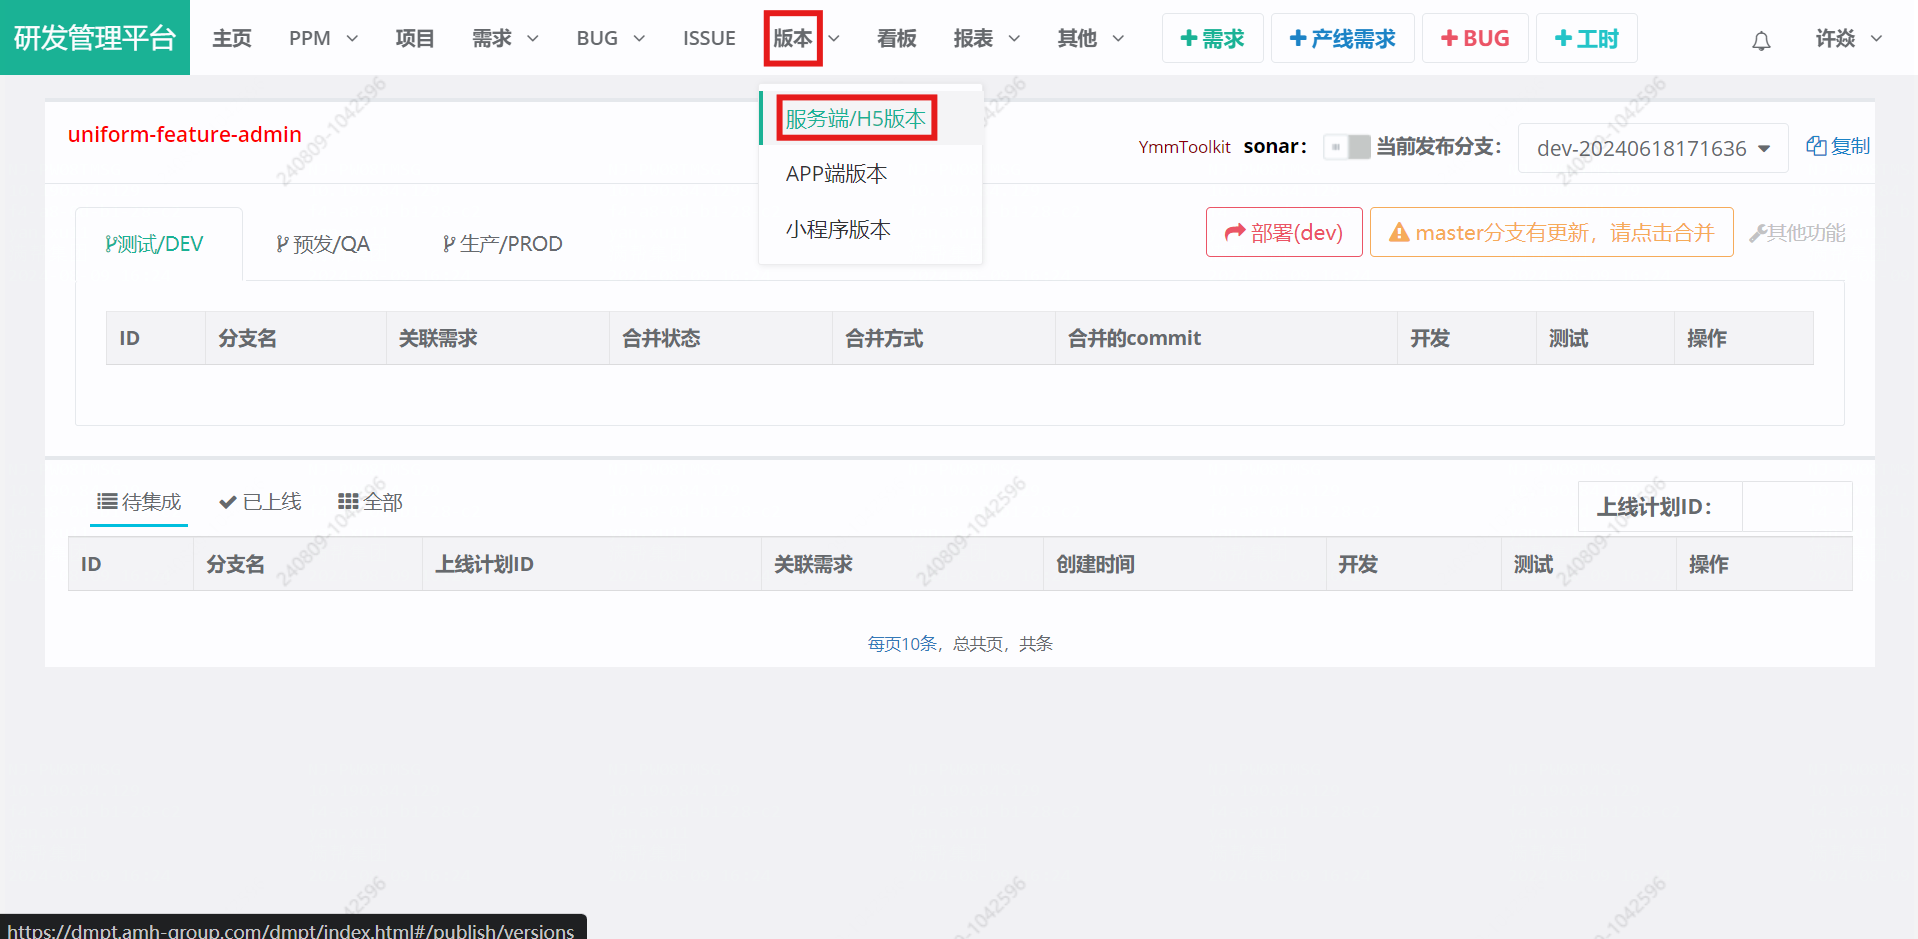 研发管理平台 主页 PPM 项目 需求 BUG ISSUE 版本 看板 报表 其他 +需求 +产线需求 +BUG +工时 许焱
服务端/H5版本
APP端版本
小程序版本
uniform-feature-admin
YmmToolkit sonar: 当前发布分支: dev-20240618171636 复制
测试/DEV 预发/QA 生产/PROD
部署(dev) master分支有更新，请点击合并 其他功能
ID 分支名 关联需求 合并状态 合并方式 合并的commit 开发 测试 操作
待集成 已上线 全部
上线计划ID:
ID 分支名 上线计划ID 关联需求 创建时间 开发 测试 操作
每页10条，总共页，共条
https://dmpt.amh-group.com/dmpt/index.html#/publish/versions
240809-1042596
240809-1042596
240809-1042596
240809-1042596
240809-1042596